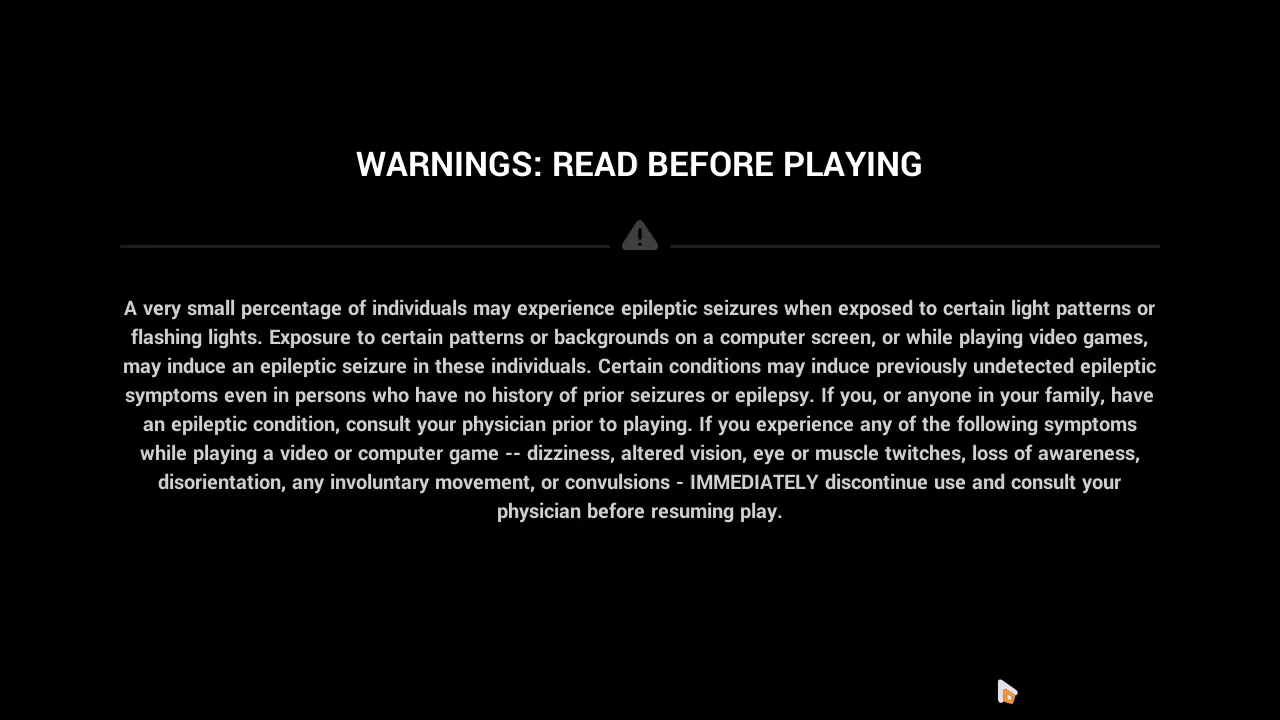 WARNINGS: READ BEFORE PLAYING
A very small percentage of individuals may experience epileptic seizures when exposed to certain light patterns or
flashing lights. Exposure to certain patterns or backgrounds on a computer screen, or while playing video games,
may induce an epileptic seizure in these individuals. Certain conditions may induce previously undetected epileptic
symptoms even in persons who have no history of prior seizures or epilepsy. If you, or anyone in your family, have
an epileptic condition, consult your physician prior to playing. If you experience any of the following symptoms
while playing a video or computer game -- dizziness, altered vision, eye or muscle twitches, loss of awareness,
disorientation, any involuntary movement, or convulsions - IMMEDIATELY discontinue use and consult your
physician before resuming play.